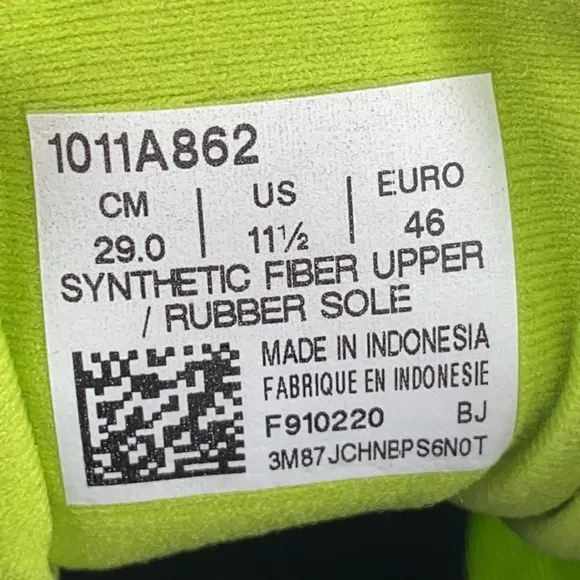 1011A862
CM | US | EURO
29.0 | 11½ | 46
SYNTHETIC FIBER UPPER
/ RUBBER SOLE
MADE IN INDONESIA
FABRIQUE EN INDONESIE
F910220 BJ
3M87JCHNBPS6N0T